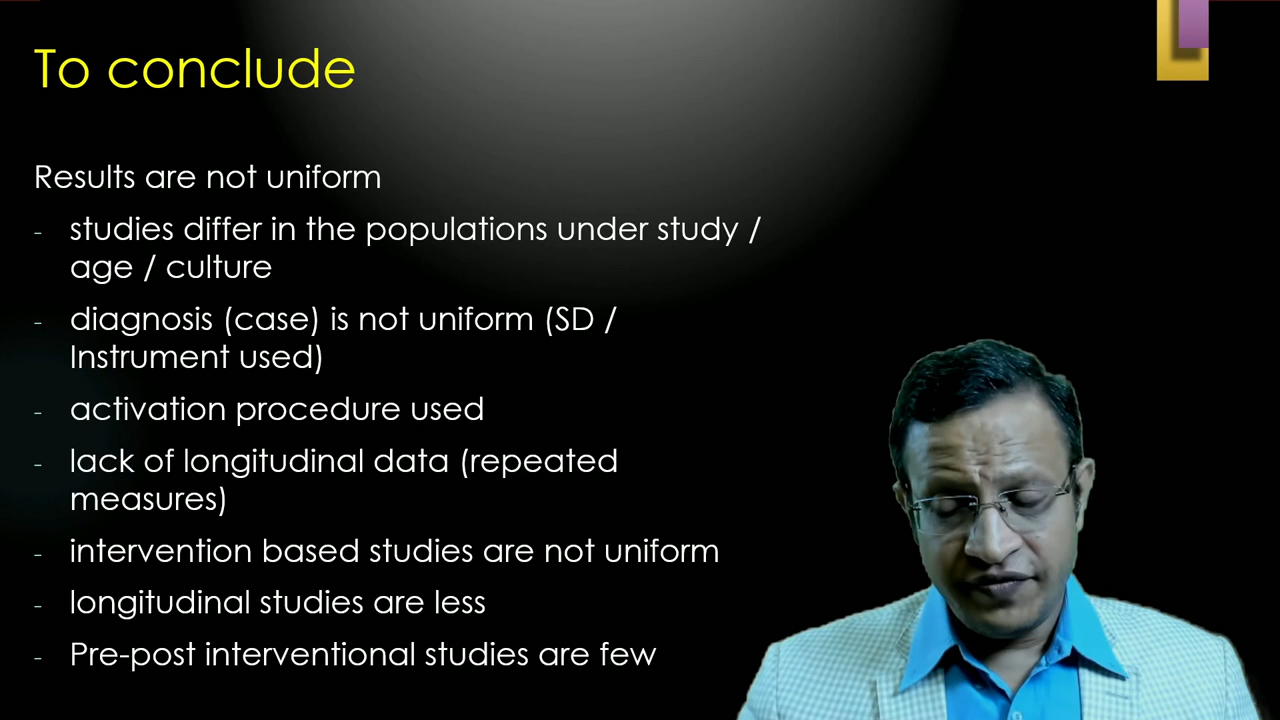 To conclude
Results are not uniform
- studies differ in the populations under study /
age / culture
- diagnosis (case) is not uniform (SD /
Instrument used)
- activation procedure used
- lack of longitudinal data (repeated
measures)
- intervention based studies are not uniform
- longitudinal studies are less
- Pre-post interventional studies are few